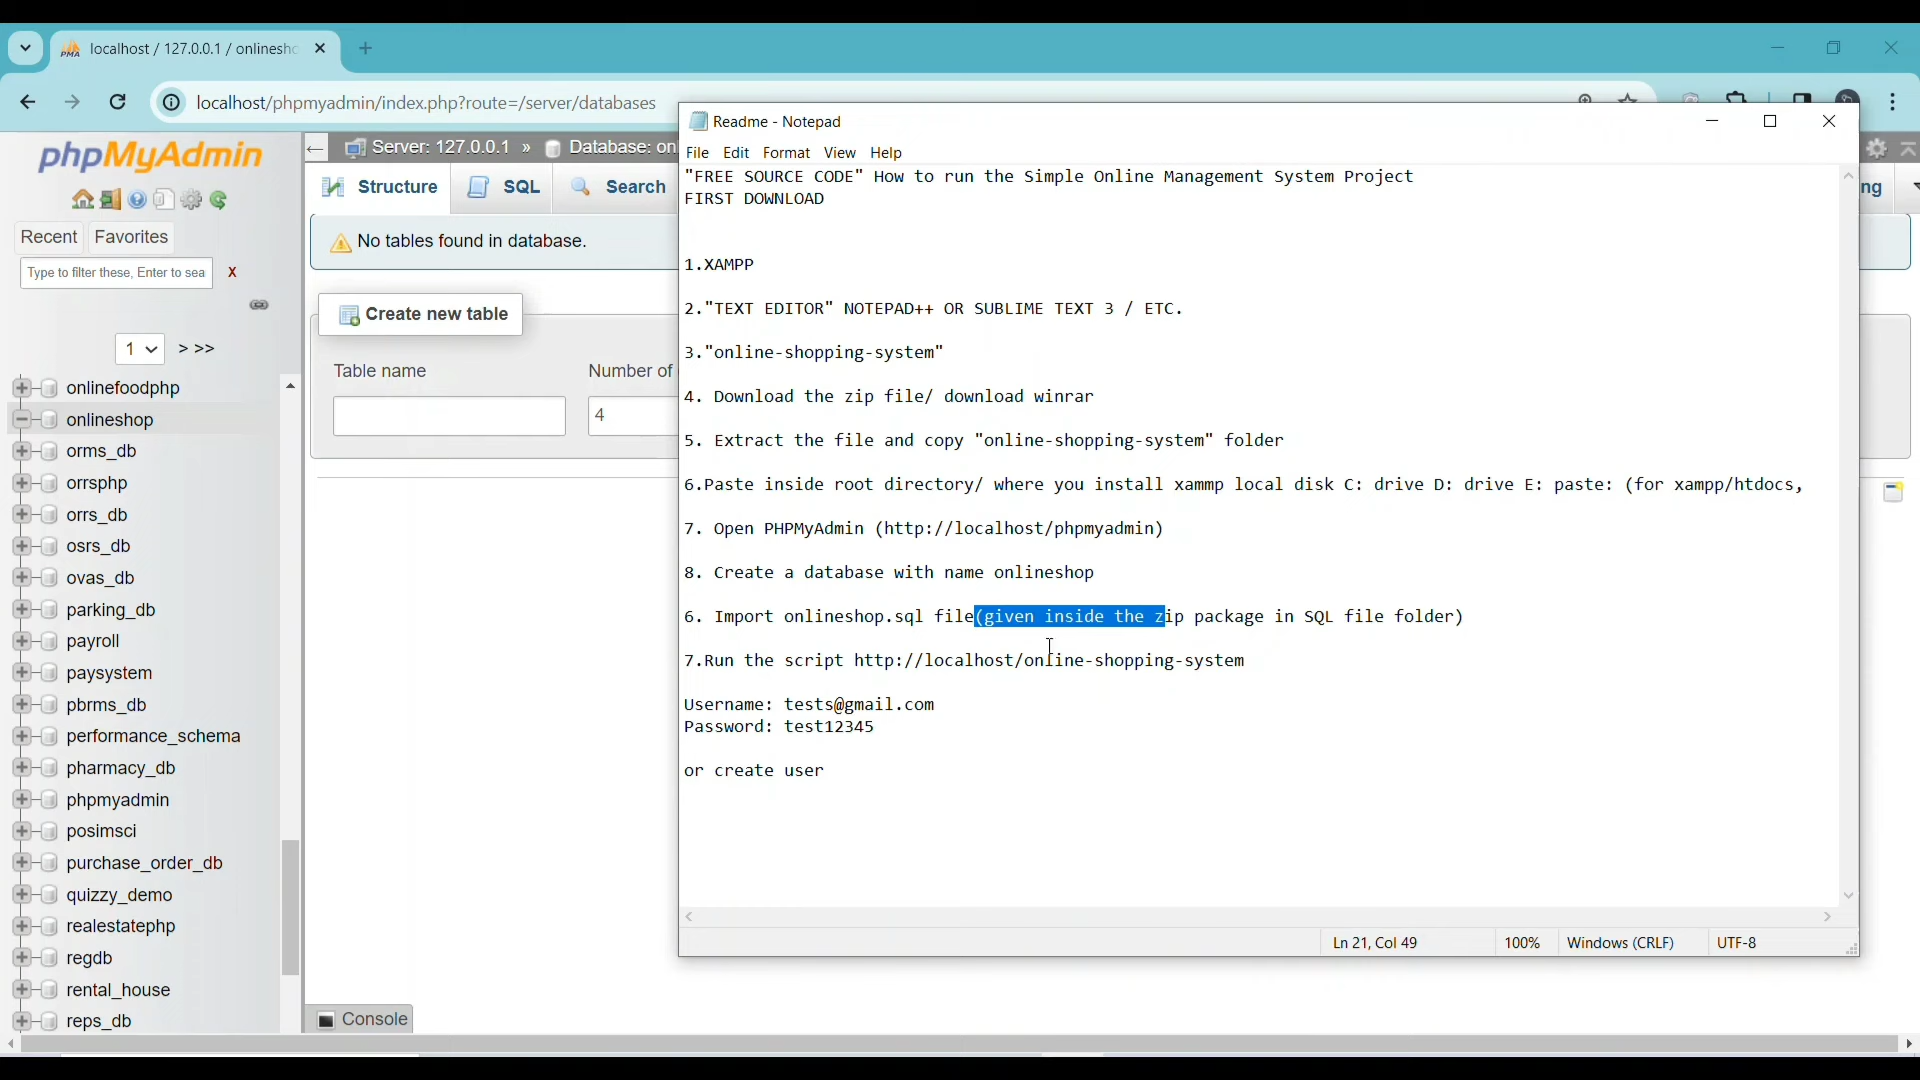 localhost / 127.0.0.1 / onlinesho
localhost/phpmyadmin/index.php?route=/server/databases
phpMyAdmin
Recent Favorites
Type to filter these, Enter to sea X
1 > >>
onlinefoodphp
onlineshop
orms_db
orrsphp
orrs_db
osrs_db
ovas_db
parking_db
payroll
paysystem
pbrms_db
performance_schema
pharmacy_db
phpmyadmin
posimsci
purchase_order_db
quizzy_demo
realestatephp
regdb
rental_house
reps_db
Server: 127.0.0.1 » Database: on
Structure SQL Search
ng
No tables found in database.
Create new table
Table name Number of
4
Console
Readme - Notepad
File Edit Format View Help
"FREE SOURCE CODE" How to run the Simple Online Management System Project
FIRST DOWNLOAD
1.XAMPP
2."TEXT EDITOR" NOTEPAD++ OR SUBLIME TEXT 3 / ETC.
3."online-shopping-system"
4. Download the zip file/ download winrar
5. Extract the file and copy "online-shopping-system" folder
6.Paste inside root directory/ where you install xammp local disk C: drive D: drive E: paste: (for xampp/htdocs,
7. Open PHPMyAdmin (http://localhost/phpmyadmin)
8. Create a database with name onlineshop
6. Import onlineshop.sql file(given inside the zip package in SQL file folder)
7.Run the script http://localhost/online-shopping-system
Username: tests@gmail.com
Password: test12345
or create user
Ln 21, Col 49 100% Windows (CRLF) UTF-8